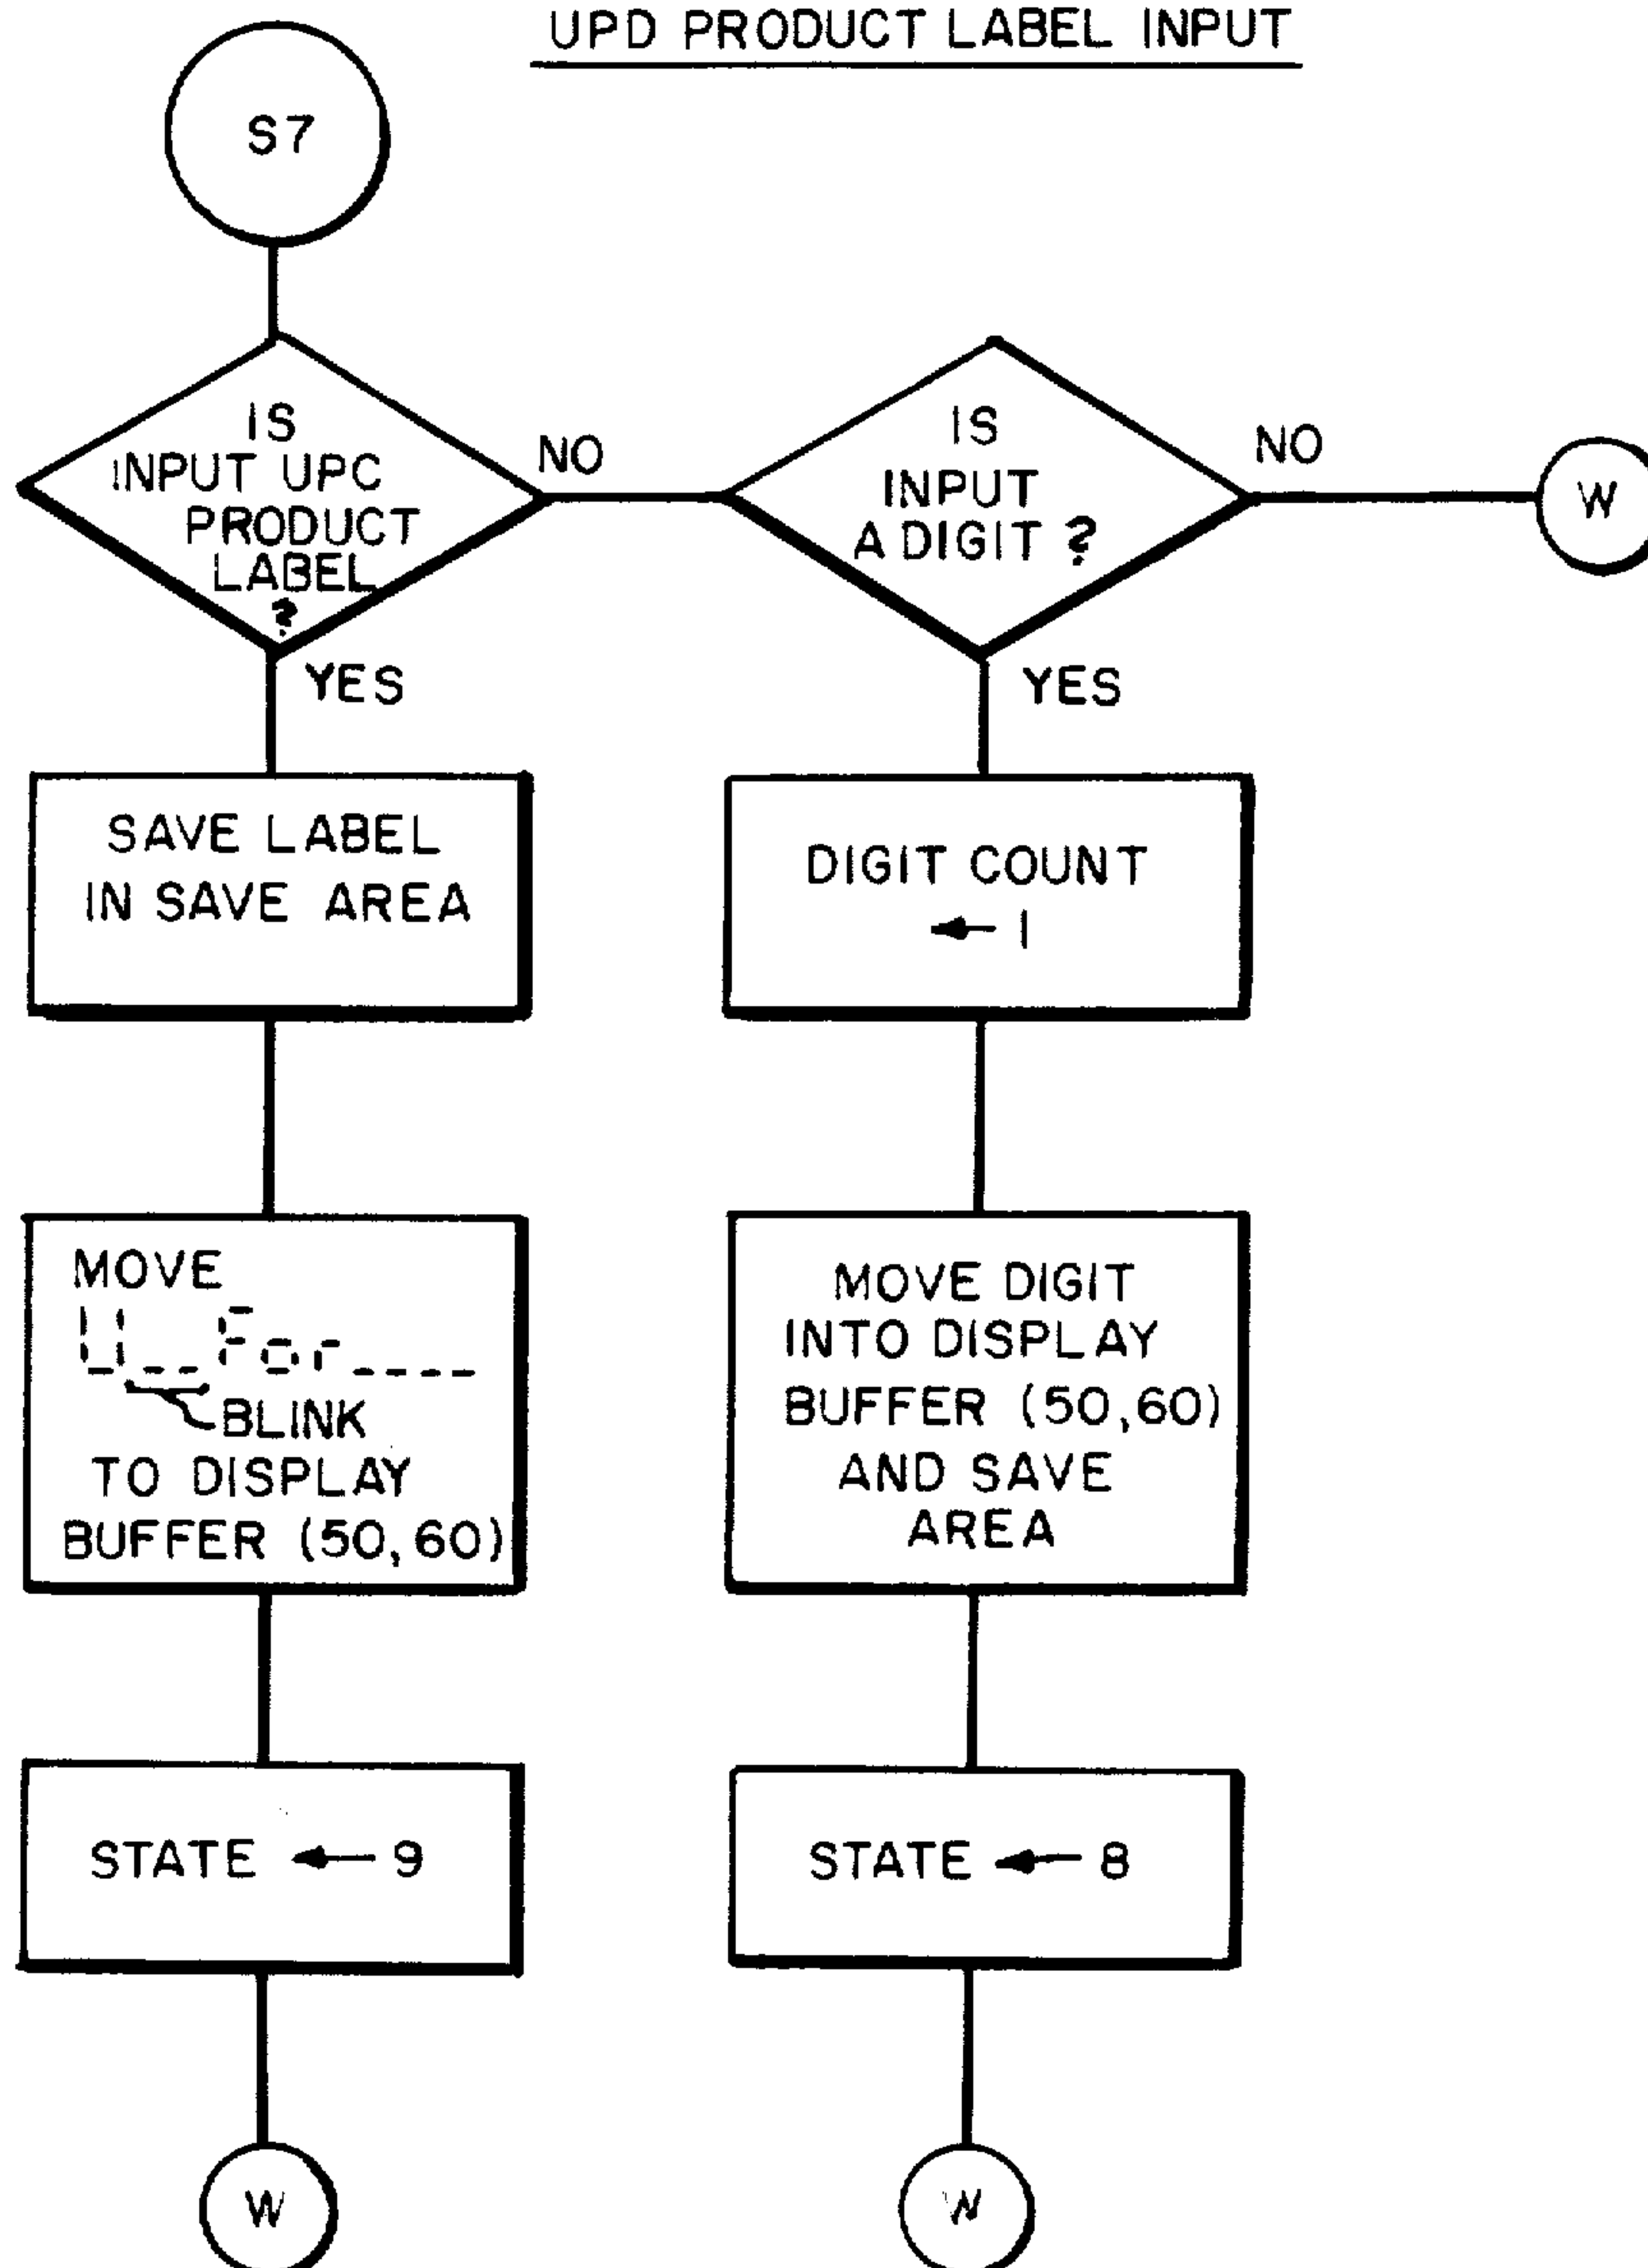 UPD PRODUCT LABEL INPUT
S7
IS
INPUT UPC
PRODUCT
LABEL
?
NO
IS
INPUT
A DIGIT ?
NO
W
YES
YES
SAVE LABEL
IN SAVE AREA
DIGIT COUNT
← 1
MOVE
U__For____
BLINK
TO DISPLAY
BUFFER (50,60)
MOVE DIGIT
INTO DISPLAY
BUFFER (50,60)
AND SAVE
AREA
STATE ← 9
STATE ← 8
W
W